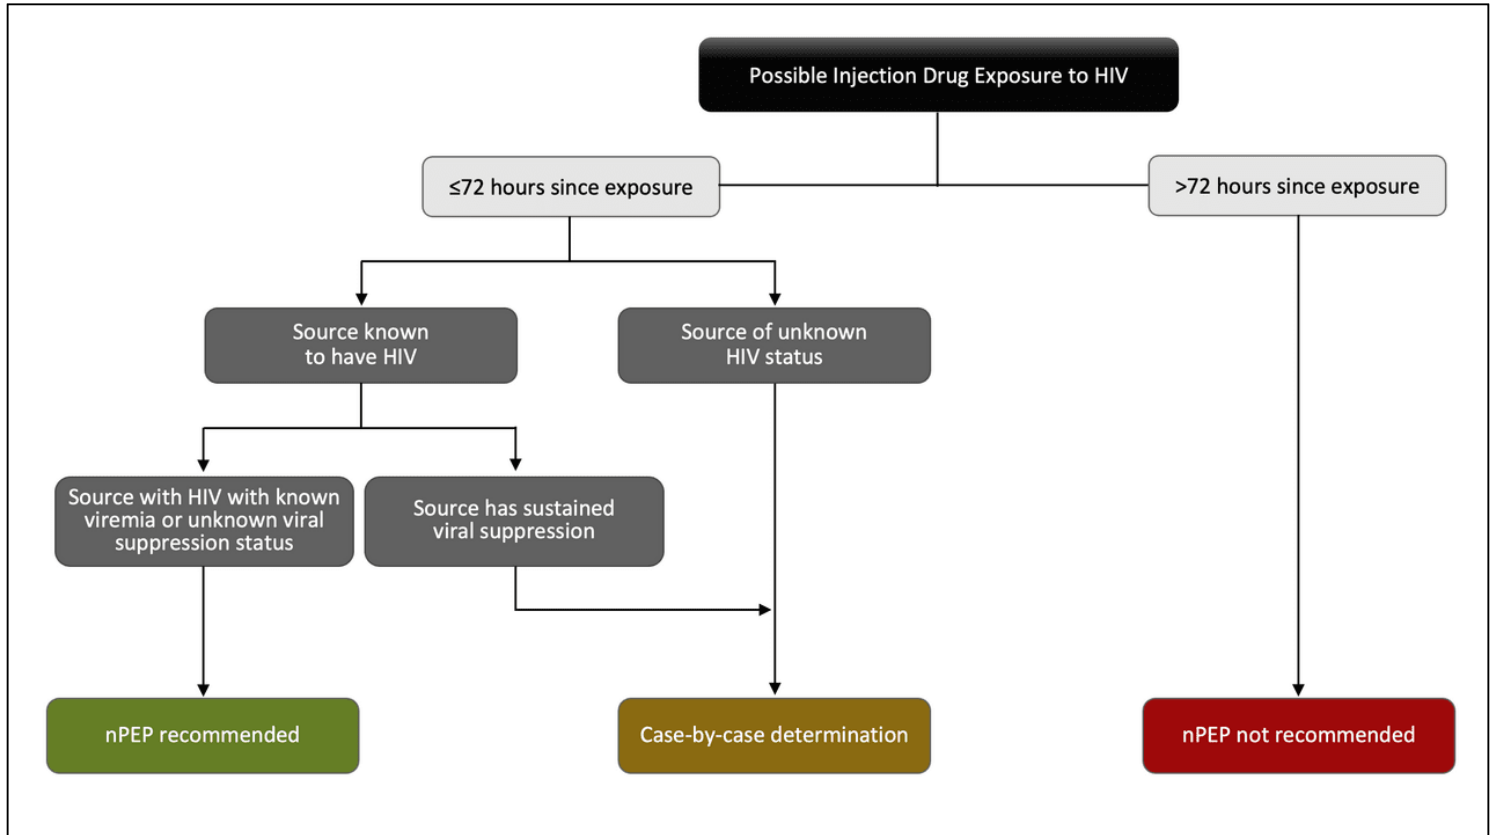 Possible Injection Drug Exposure to HIV
≤72 hours since exposure
>72 hours since exposure
Source known
to have HIV
Source of unknown
HIV status
Source with HIV with known
viremia or unknown viral
suppression status
Source has sustained
viral suppression
nPEP recommended
Case-by-case determination
nPEP not recommended